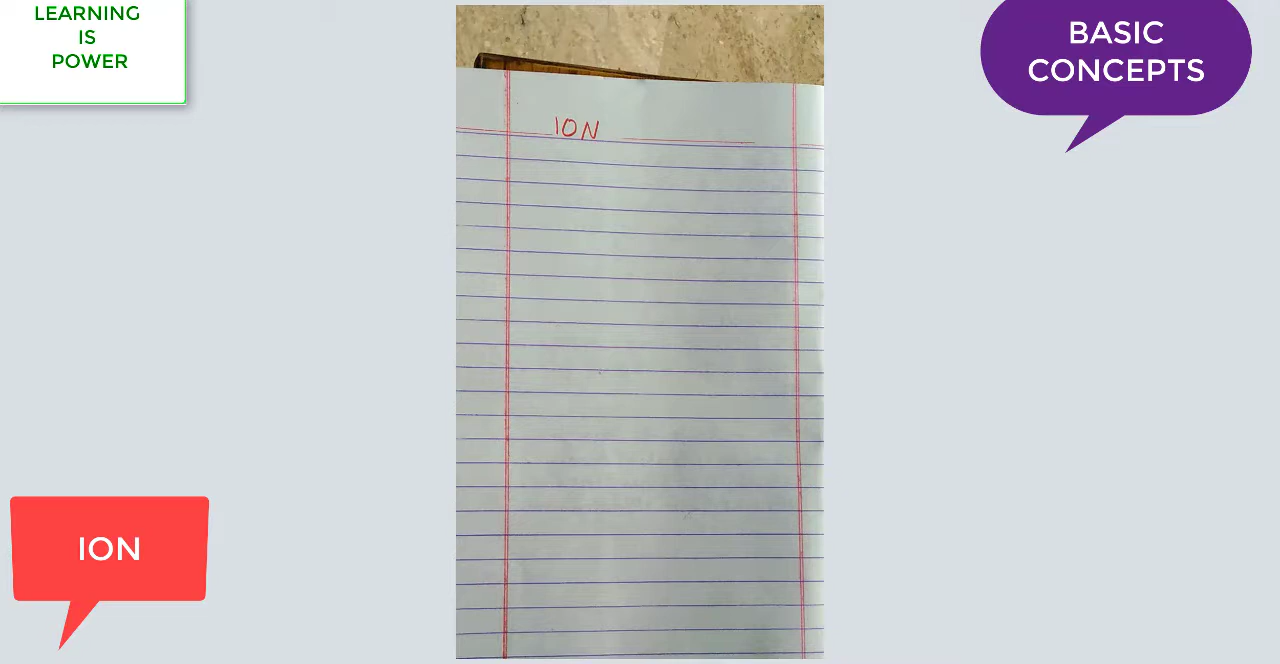 LEARNING
IS
POWER
BASIC
CONCEPTS
ION
ION